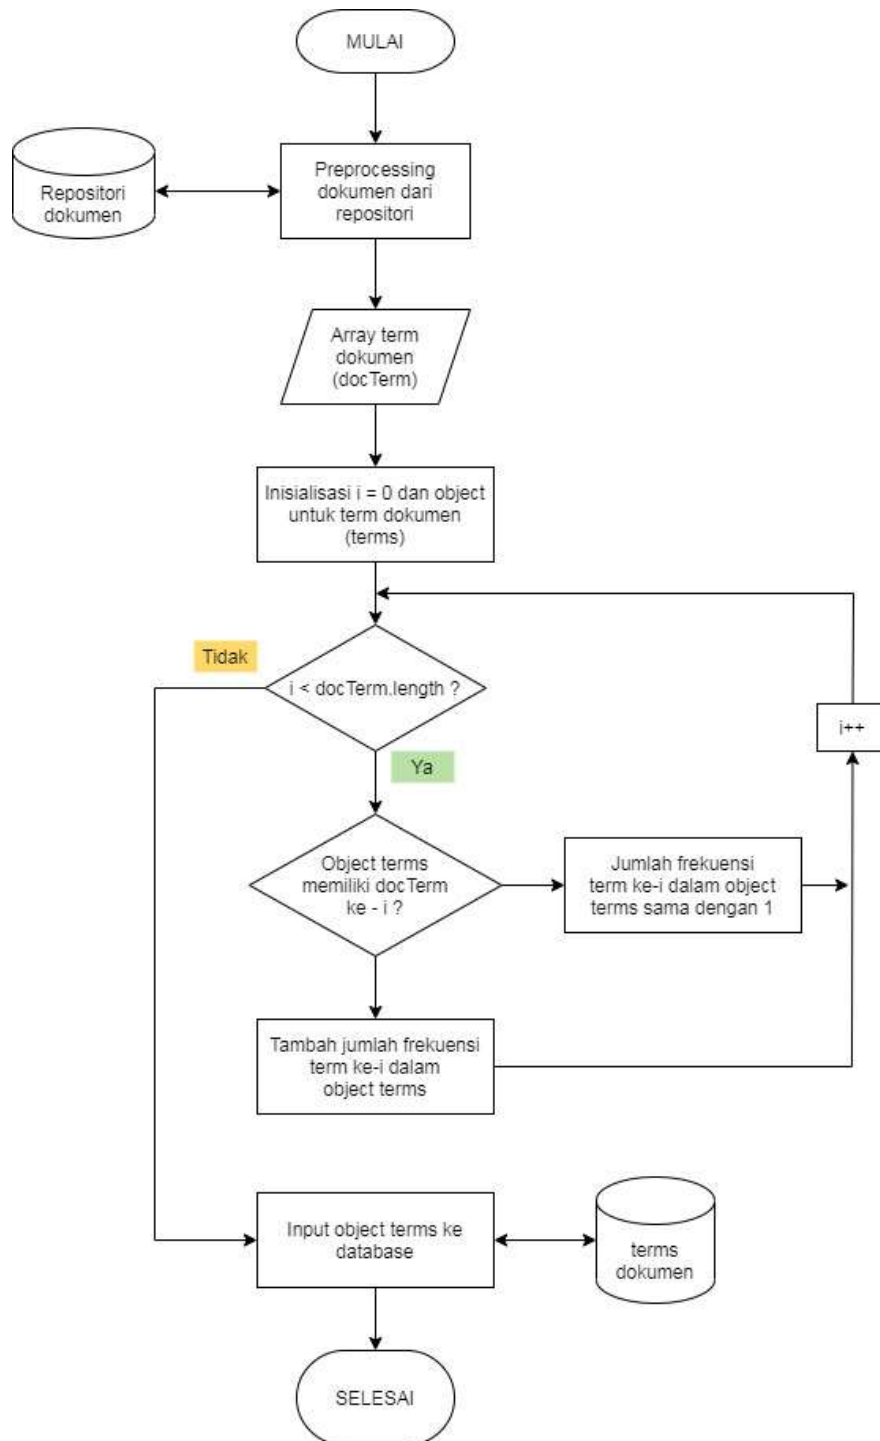 MULAI
Repositori
dokumen
Preprocessing
dokumen dari
repositori
Array term
dokumen
(docTerm)
Inisialisasi i = 0 dan object
untuk term dokumen
(terms)
Tidak
i < docTerm.length ?
i++
Ya
Object terms
memiliki docTerm
ke - i ?
Jumlah frekuensi
term ke-i dalam object
terms sama dengan 1
Tambah jumlah frekuensi
term ke-i dalam
object terms
Input object terms ke
database
terms
dokumen
SELESAI